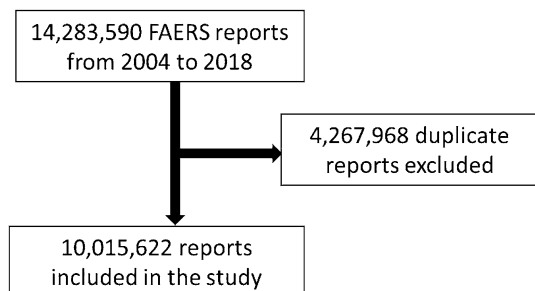 14,283,590 FAERS reports
from 2004 to 2018
4,267,968 duplicate
reports excluded
10,015,622 reports
included in the study